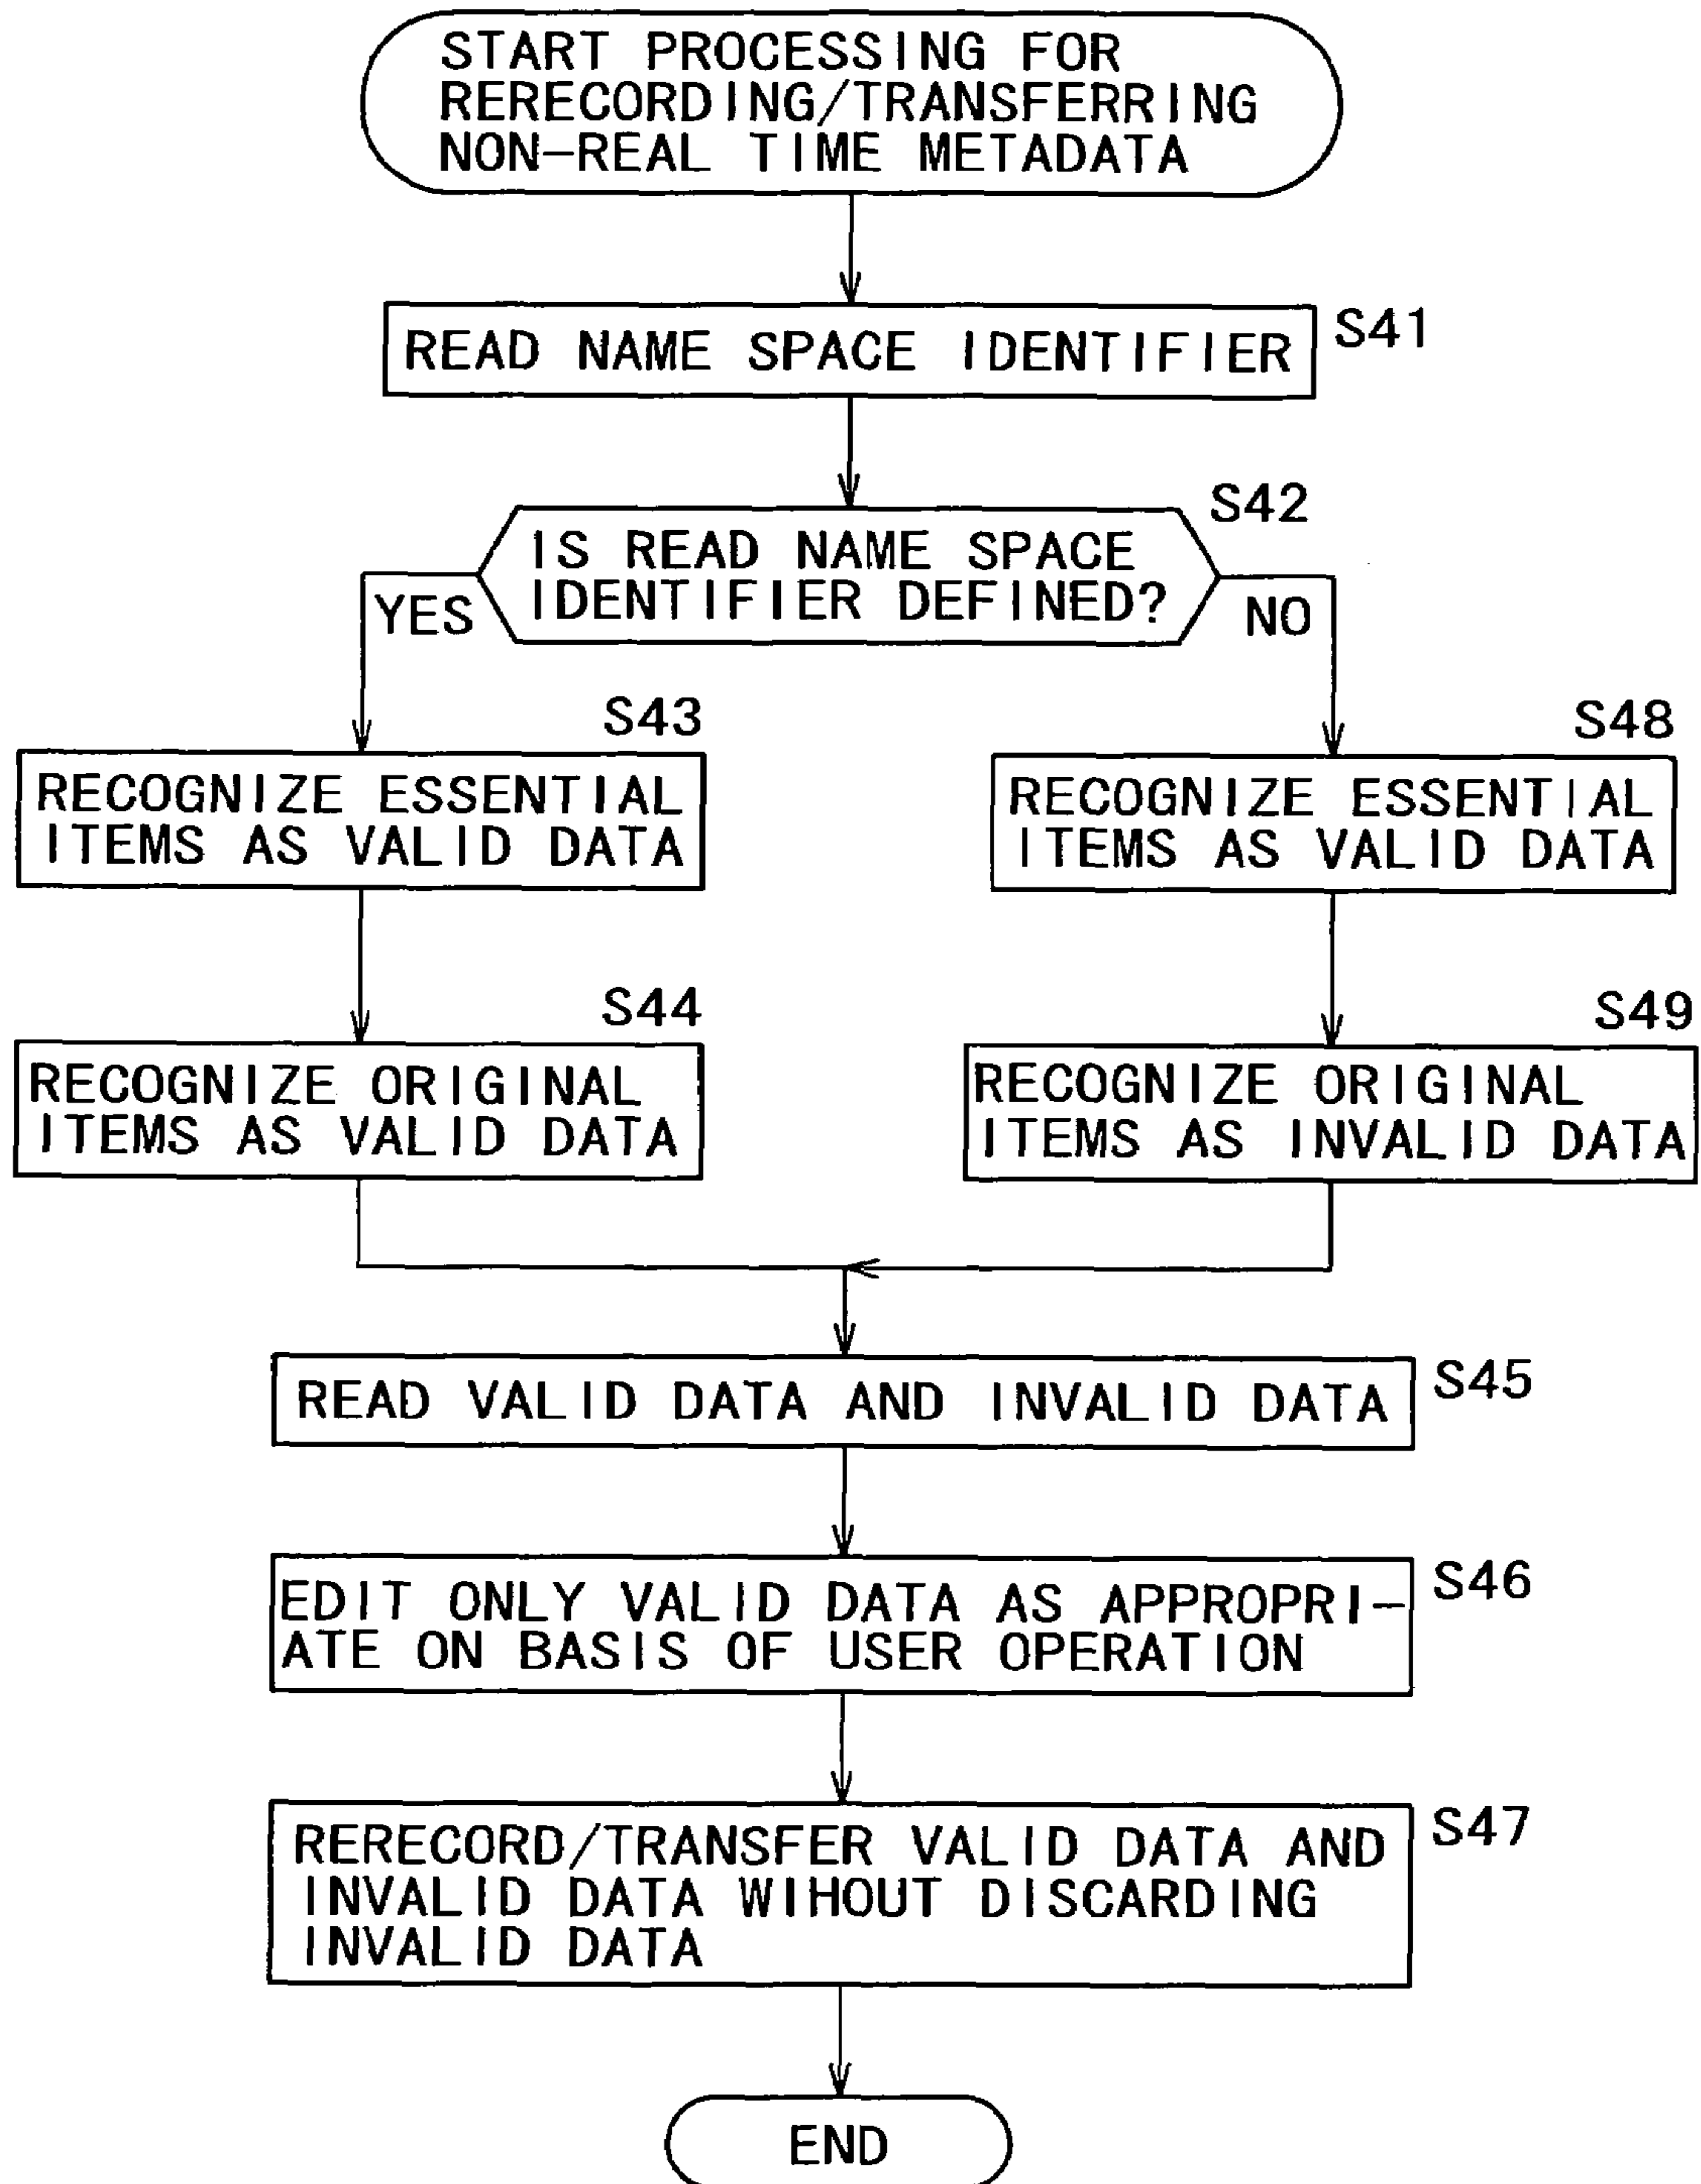 START PROCESSING FOR
RERECORDING/TRANSFERRING
NON-REAL TIME METADATA
READ NAME SPACE IDENTIFIER
S41
S42
IS READ NAME SPACE
IDENTIFIER DEFINED?
YES
NO
S43
RECOGNIZE ESSENTIAL
ITEMS AS VALID DATA
S48
RECOGNIZE ESSENTIAL
ITEMS AS VALID DATA
S44
RECOGNIZE ORIGINAL
ITEMS AS VALID DATA
S49
RECOGNIZE ORIGINAL
ITEMS AS INVALID DATA
READ VALID DATA AND INVALID DATA
S45
EDIT ONLY VALID DATA AS APPROPRI-
ATE ON BASIS OF USER OPERATION
S46
RERECORD/TRANSFER VALID DATA AND
INVALID DATA WIHOUT DISCARDING
INVALID DATA
S47
END